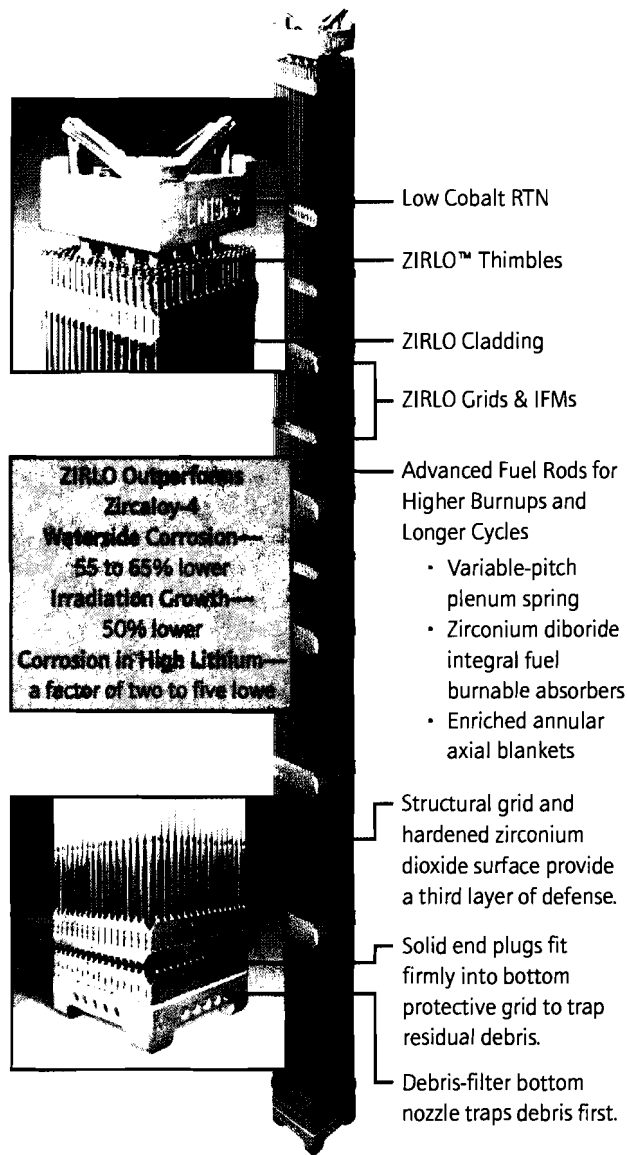 Low Cobalt RTN
ZIRLO™ Thimbles
ZIRLO Cladding
ZIRLO Grids & IFMs
ZIRLO Outperforms
Zircaloy-4
Waterside Corrosion—
55 to 65% lower
Irradiation Growth—
50% lower
Corrosion in High Lithium—
a factor of two to five lowe
Advanced Fuel Rods for
Higher Burnups and
Longer Cycles
· Variable-pitch
plenum spring
· Zirconium diboride
integral fuel
burnable absorbers
· Enriched annular
axial blankets
Structural grid and
hardened zirconium
dioxide surface provide
a third layer of defense.
Solid end plugs fit
firmly into bottom
protective grid to trap
residual debris.
Debris-filter bottom
nozzle traps debris first.